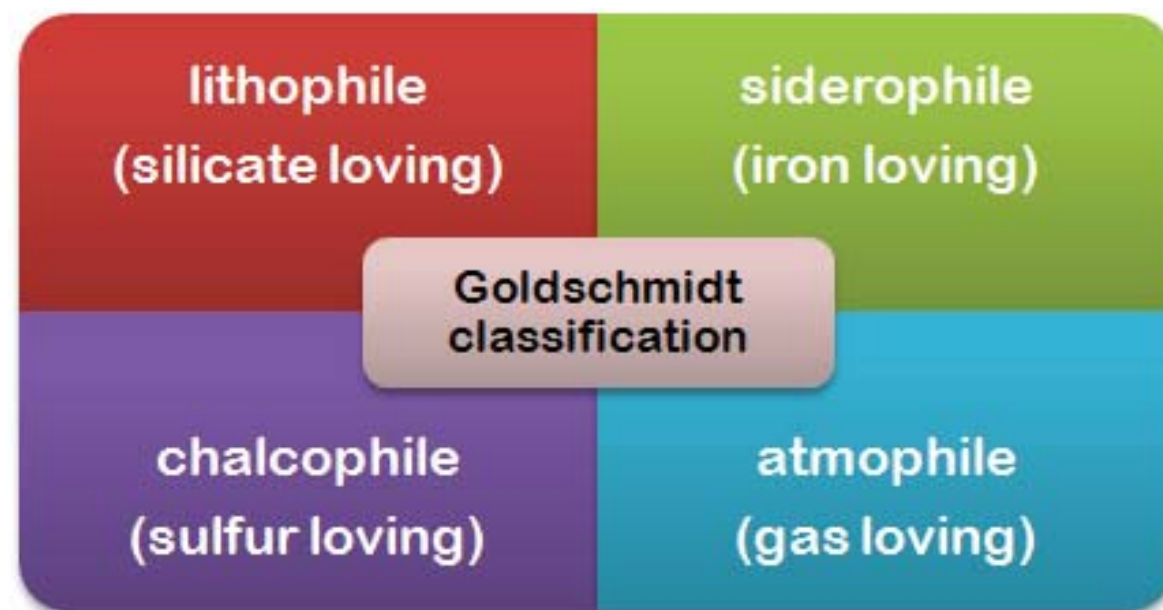 lithophile
(silicate loving)
siderophile
(iron loving)
Goldschmidt
classification
chalcophile
(sulfur loving)
atmophile
(gas loving)